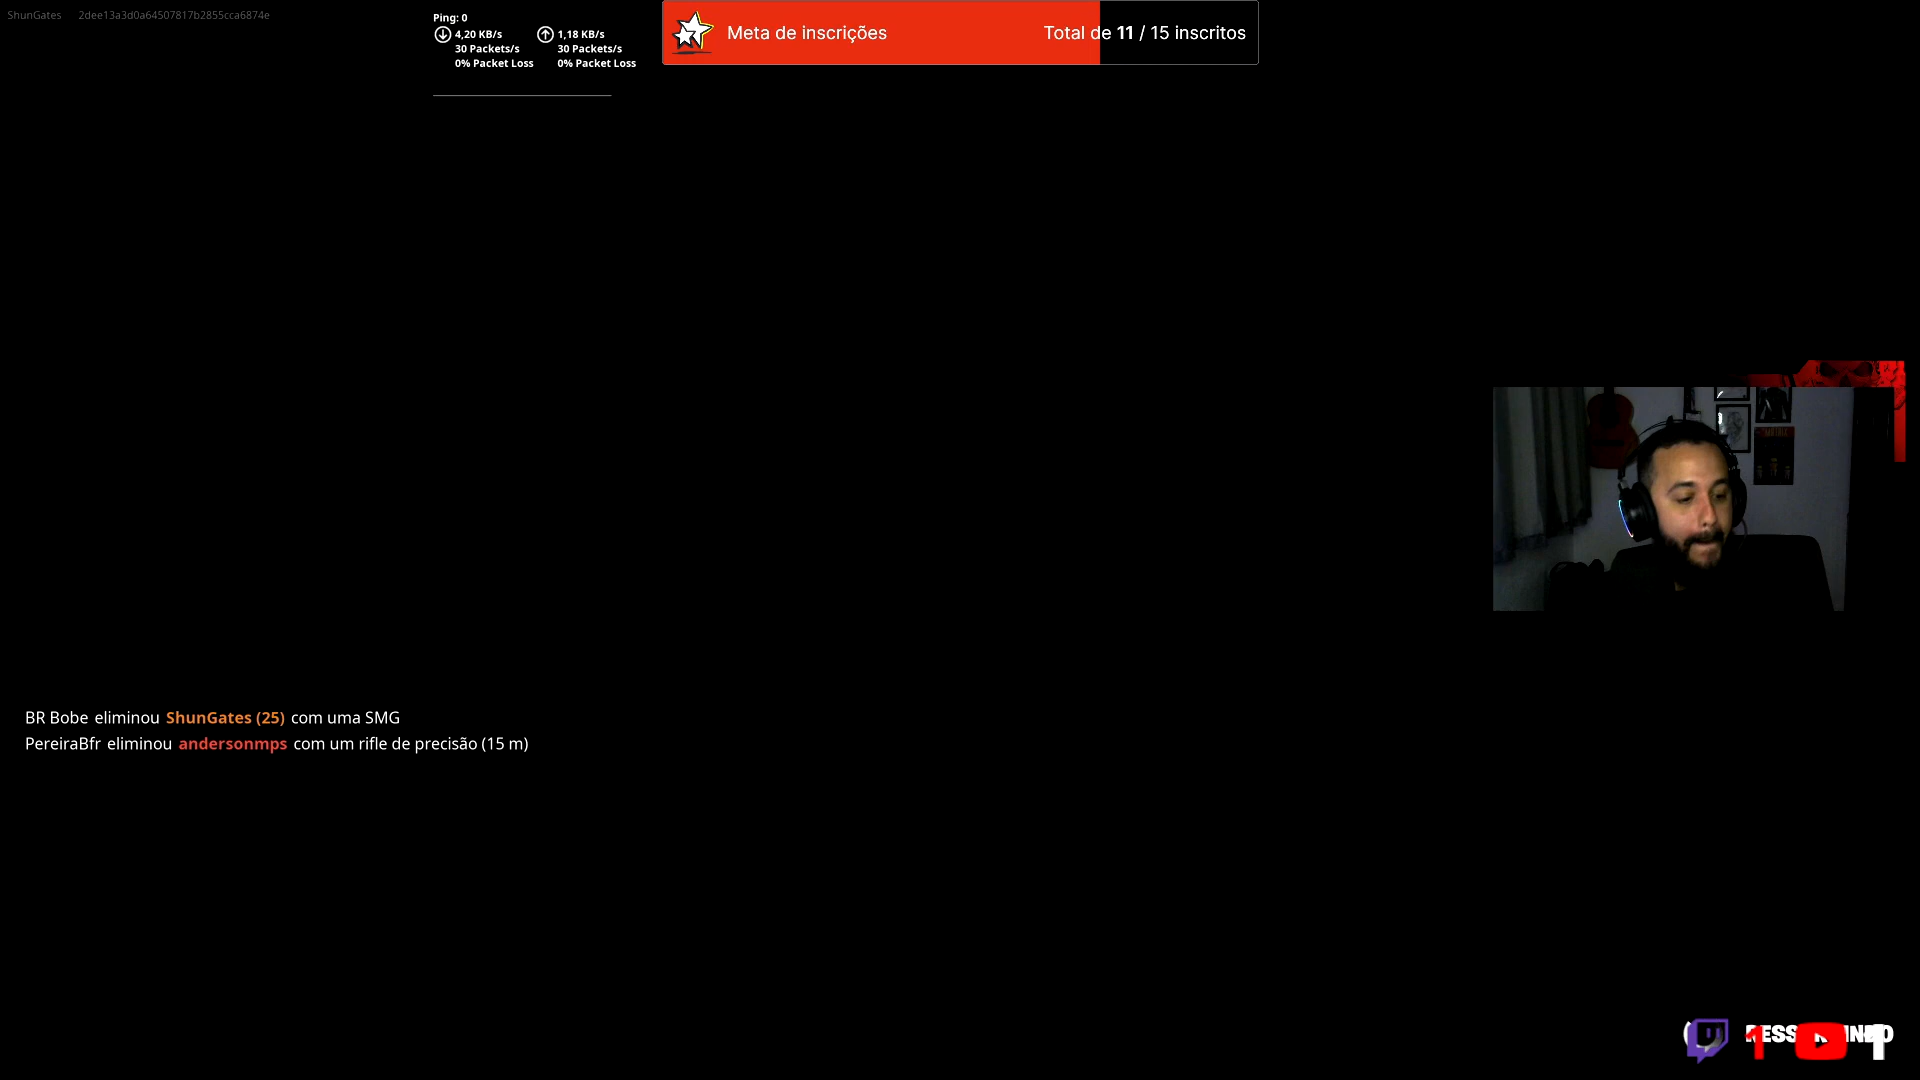 ShunGates 2dee13a3d0a64507817b2855cca6874e
Ping: 0
4,20 KB/s 1,18 KB/s
30 Packets/s 30 Packets/s
0% Packet Loss 0% Packet Loss
Meta de inscrições Total de 11 / 15 inscritos
BR Bobe eliminou ShunGates (25) com uma SMG
PereiraBfr eliminou andersonmps com um rifle de precisão (15 m)
1 1